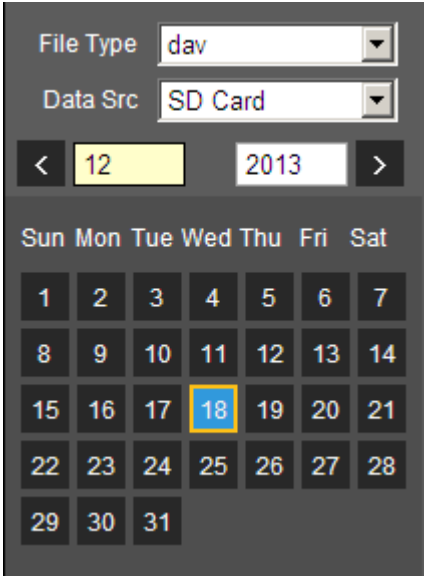 File Type dav
Data Src SD Card
< 12 2013 >
Sun Mon Tue Wed Thu Fri Sat
1 2 3 4 5 6 7
8 9 10 11 12 13 14
15 16 17 18 19 20 21
22 23 24 25 26 27 28
29 30 31